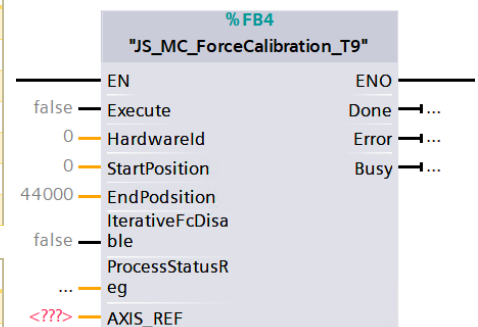 %FB4
"JS_MC_ForceCalibration_T9"
EN ENO
false Execute Done ...
0 HardwareId Error ...
0 StartPosition Busy ...
44000 EndPodsition
IterativeFcDisa
false ble
ProcessStatusR
... eg
<???> AXIS_REF